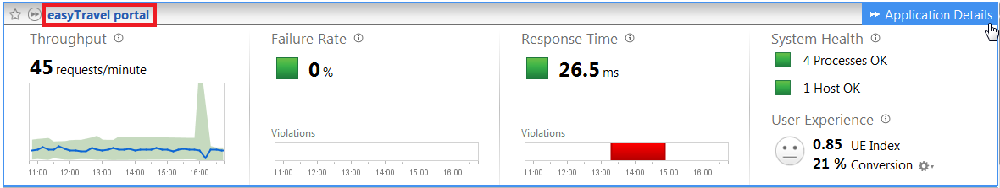 easyTravel portal
Application Details
Throughput
45 requests/minute
11:00 12:00 13:00 14:00 15:00 16:00
Failure Rate
0 %
Violations
11:00 12:00 13:00 14:00 15:00 16:00
Response Time
26.5 ms
Violations
11:00 12:00 13:00 14:00 15:00 16:00
System Health
4 Processes OK
1 Host OK
User Experience
0.85 UE Index
21 % Conversion